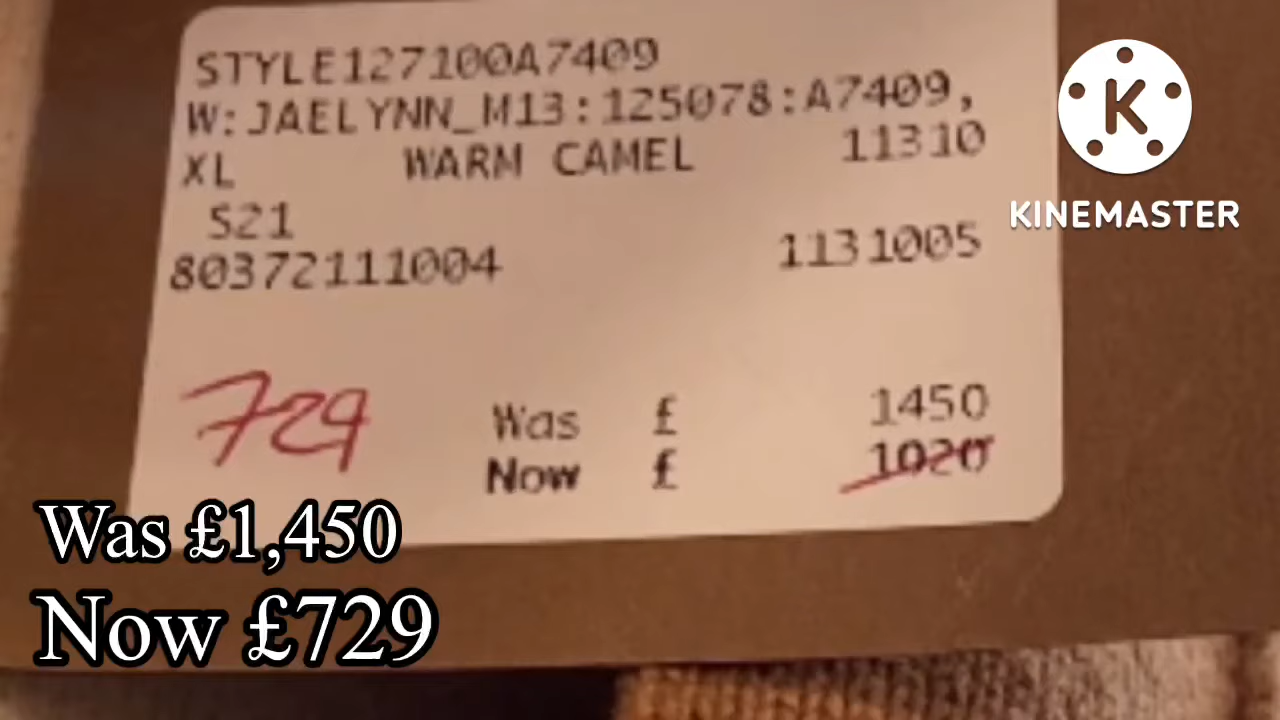 STYLE127100A7409
W:JAELYNN_M13:125078:A7409,
XL WARM CAMEL 11310
S21
80372111004 1131005
729
Was £ 1450
Now £ 1020
Was £1,450
Now £729
K
KINEMASTER